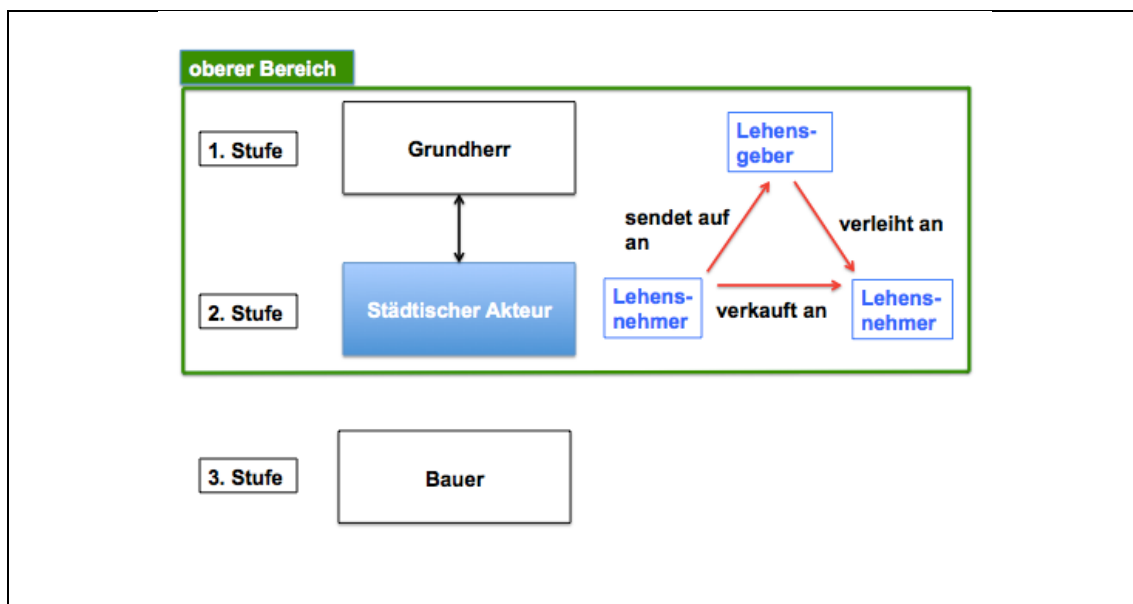 oberer Bereich
1. Stufe
Grundherr
Lehens-
geber
sendet auf
an
verleiht an
2. Stufe
Städtischer Akteur
Lehens-
nehmer
verkauft an
Lehens-
nehmer
3. Stufe
Bauer